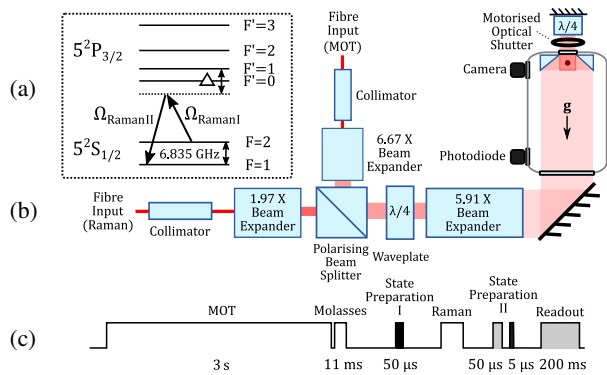 (a)
5²P₃/₂
F'=3
F'=2
F'=1
F'=0
Ω_RamanII
Ω_RamanI
5²S₁/₂
6.835 GHz
F=2
F=1
Fibre
Input
(MOT)
Collimator
6.67 X
Beam
Expander
Motorised
Optical
Shutter
λ/4
Camera
g
Photodiode
(b)
Fibre
Input
(Raman)
Collimator
1.97 X
Beam
Expander
Polarising
Beam
Splitter
λ/4
Waveplate
5.91 X
Beam
Expander
(c)
MOT
Molasses
State
Preparation
I
Raman
State
Preparation
II
Readout
3 s
11 ms
50 µs
50 µs
5 µs
200 ms